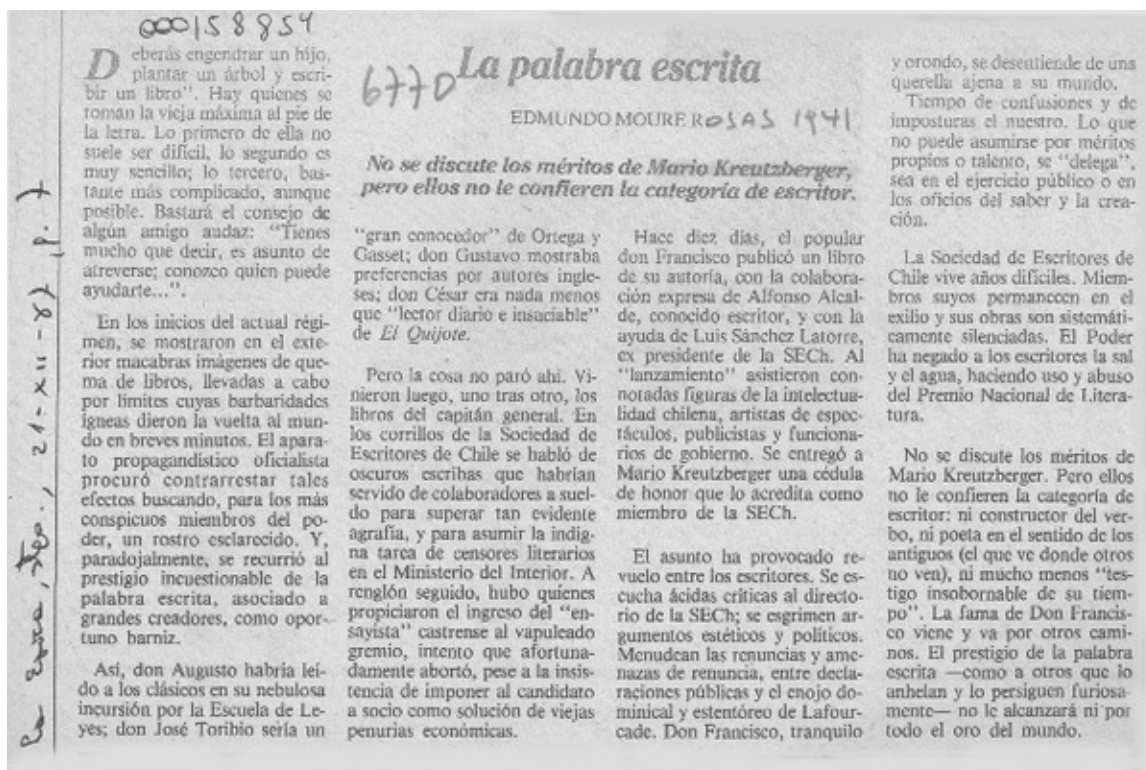 000158854
La palabra escrita
6770
EDMUNDO MOURE ROSAS 1941
No se discute los méritos de Mario Kreutzberger,
pero ellos no le confieren la categoría de escritor.
Deberás engendrar un hijo,
plantar un árbol y escri-
bir un libro". Hay quienes se
toman la vieja máxima al pie de
la letra. Lo primero de ella no
suele ser difícil, lo segundo es
muy sencillo; lo tercero, bas-
tante más complicado, aunque
posible. Bastará el consejo de
algún amigo audaz: "Tienes
mucho que decir, es asunto de
atreverse; conozco quien puede
ayudarte...".
En los inicios del actual régi-
men, se mostraron en el exte-
rior macabras imágenes de que-
ma de libros, llevadas a cabo
por limites cuyas barbaridades
ígneas dieron la vuelta al mun-
do en breves minutos. El apara-
to propagandístico oficialista
procuró contrarrestar tales
efectos buscando, para los más
conspicuos miembros del po-
der, un rostro esclarecido. Y,
paradojalmente, se recurrió al
prestigio incuestionable de la
palabra escrita, asociado a
grandes creadores, como opor-
tuno barniz.
Así, don Augusto habría leí-
do a los clásicos en su nebulosa
incursión por la Escuela de Le-
yes; don José Toribio sería un
"gran conocedor" de Ortega y
Gasset; don Gustavo mostraba
preferencias por autores ingle-
ses; don César era nada menos
que "lector diario e insaciable"
de El Quijote.
Pero la cosa no paró ahí. Vi-
nieron luego, uno tras otro, los
libros del capitán general. En
los corrillos de la Sociedad de
Escritores de Chile se habló de
oscuros escribas que habrían
servido de colaboradores a suel-
do para superar tan evidente
agrafía, y para asumir la indig-
na tarea de censores literarios
en el Ministerio del Interior. A
renglón seguido, hubo quienes
propiciaron el ingreso del "en-
sayista" castrense al vapuleado
gremio, intento que afortuna-
damente abortó, pese a la insis-
tencia de imponer al candidato
a socio como solución de viejas
penurias económicas.
Hace diez días, el popular
don Francisco publicó un libro
de su autoría, con la colabora-
ción expresa de Alfonso Alcal-
de, conocido escritor, y con la
ayuda de Luis Sánchez Latorre,
ex presidente de la SECh. Al
"lanzamiento" asistieron con-
notadas figuras de la intelectua-
lidad chilena, artistas de espec-
táculos, publicistas y funciona-
rios de gobierno. Se entregó a
Mario Kreutzberger una cédula
de honor que lo acredita como
miembro de la SECh.
El asunto ha provocado re-
vuelo entre los escritores. Se es-
cucha ácidas críticas al directo-
rio de la SECh; se esgrimen ar-
gumentos estéticos y políticos.
Menudean las renuncias y ame-
nazas de renuncia, entre decla-
raciones públicas y el enojo do-
minical y estentóreo de Lafour-
cade. Don Francisco, tranquilo
y orondo, se desentiende de una
querella ajena a su mundo.
Tiempo de confusiones y de
imposturas el nuestro. Lo que
no puede asumirse por méritos
propios o talento, se "delega",
sea en el ejercicio público o en
los oficios del saber y la crea-
ción.
La Sociedad de Escritores de
Chile vive años difíciles. Miem-
bros suyos permanecen en el
exilio y sus obras son sistemáti-
camente silenciadas. El Poder
ha negado a los escritores la sal
y el agua, haciendo uso y abuso
del Premio Nacional de Litera-
tura.
No se discute los méritos de
Mario Kreutzberger. Pero ellos
no le confieren la categoría de
escritor: ni constructor del ver-
bo, ni poeta en el sentido de los
antiguos (el que ve donde otros
no ven), ni mucho menos "tes-
tigo insobornable de su tiem-
po". La fama de Don Francis-
co viene y va por otros cami-
nos. El prestigio de la palabra
escrita —como a otros que lo
anhelan y lo persiguen furiosa-
mente— no le alcanzará ni por
todo el oro del mundo.
La Epoca, Stgo., 21-XII-87 p. 7